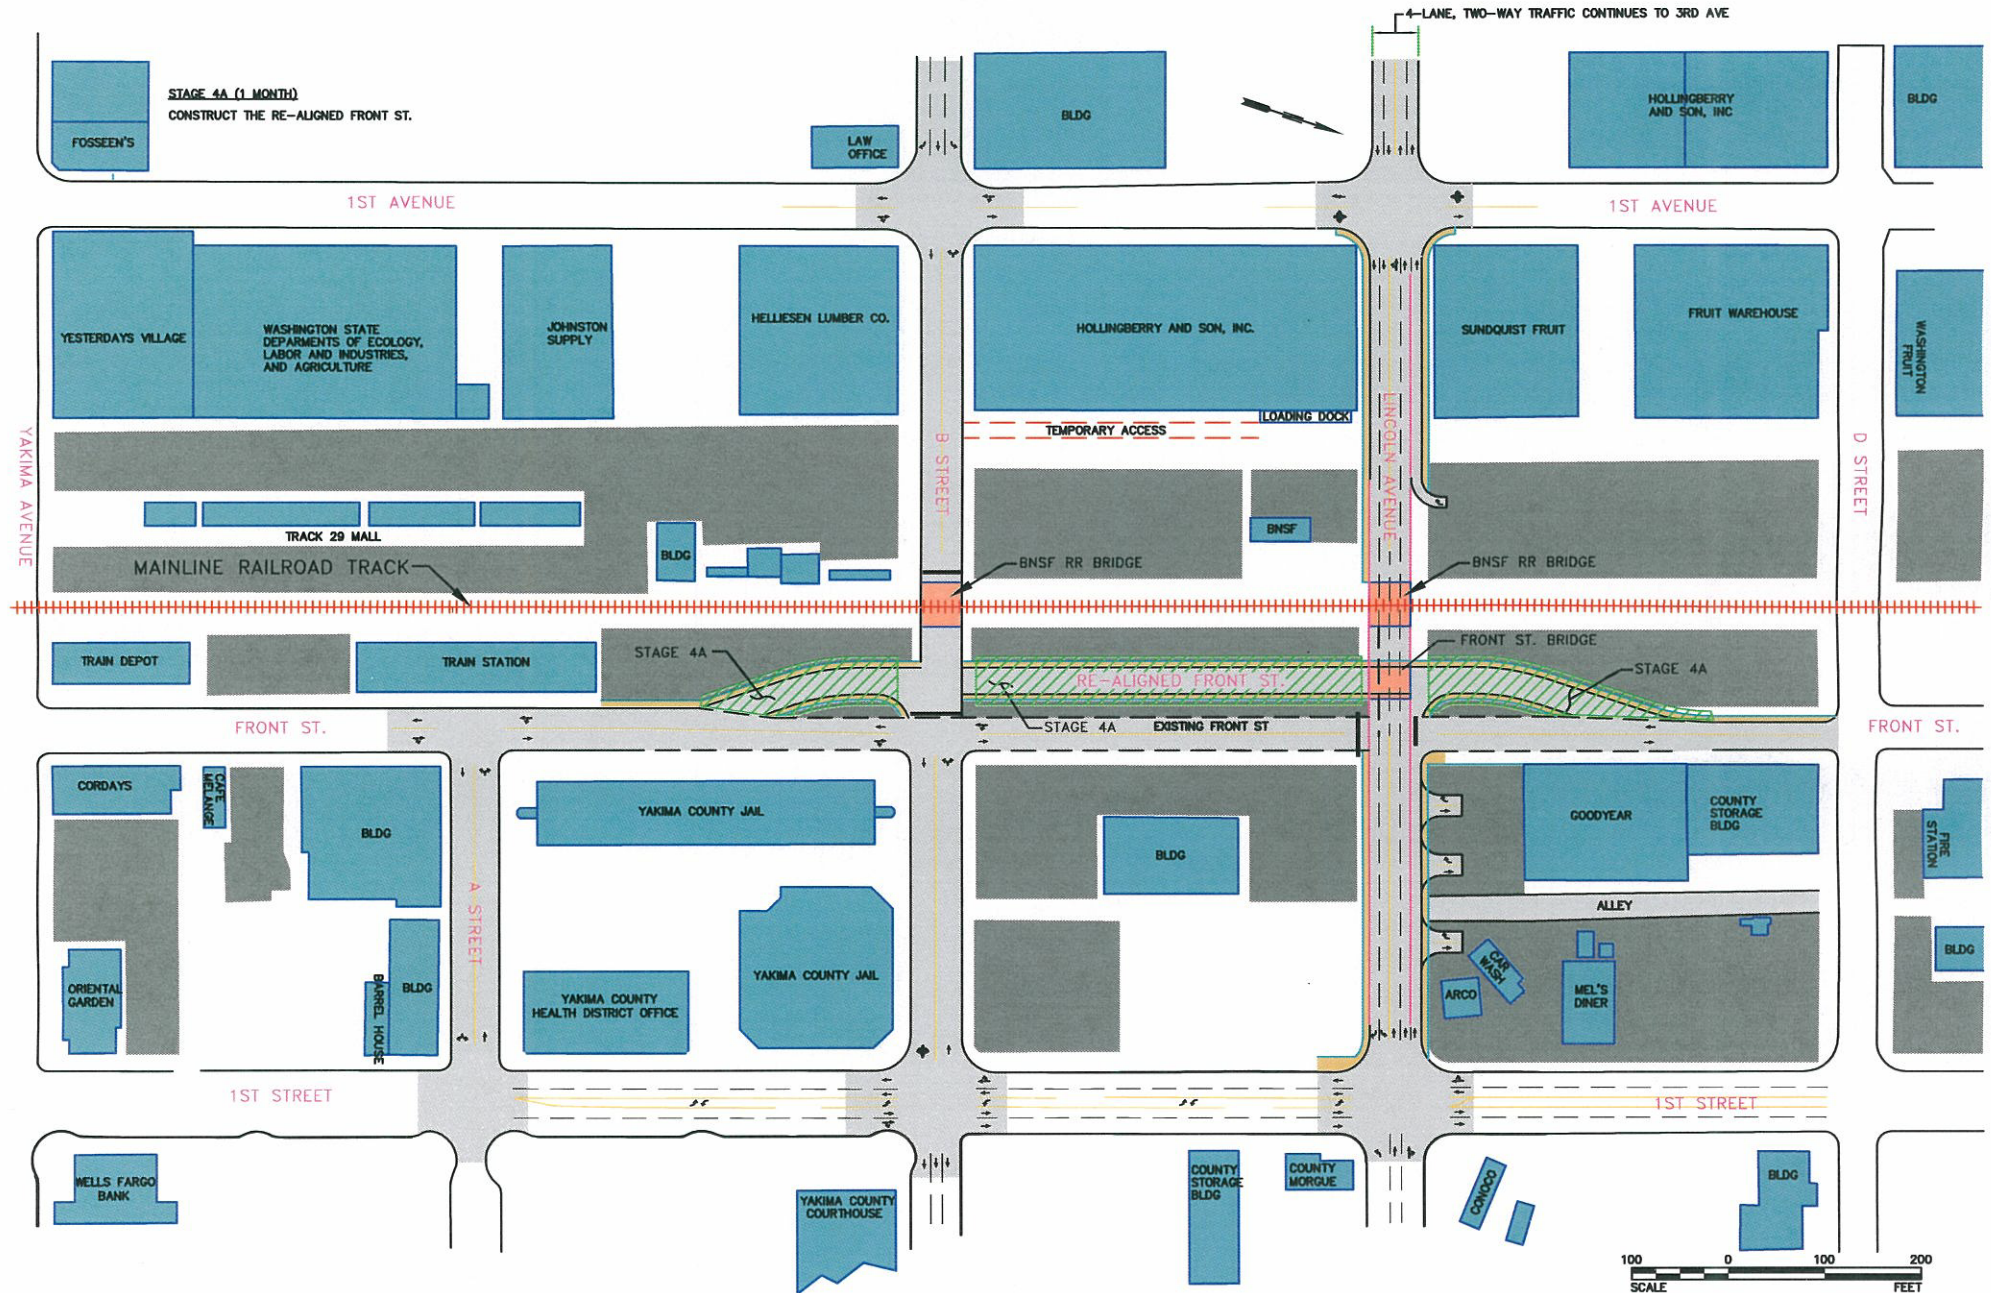 4-LANE, TWO-WAY TRAFFIC CONTINUES TO 3RD AVE
STAGE 4A (1 MONTH)
CONSTRUCT THE RE-ALIGNED FRONT ST.
FOSSEEN'S
LAW
OFFICE
BLDG
HOLLINGBERRY
AND SON, INC
BLDG
1ST AVENUE
1ST AVENUE
YESTERDAYS VILLAGE
WASHINGTON STATE
DEPARMENTS OF ECOLOGY,
LABOR AND INDUSTRIES,
AND AGRICULTURE
JOHNSTON
SUPPLY
HELLIESEN LUMBER CO.
HOLLINGBERRY AND SON, INC.
SUNDQUIST FRUIT
FRUIT WAREHOUSE
WASHINGTON
FRUIT
LOADING DOCK
TEMPORARY ACCESS
YAKIMA AVENUE
B STREET
LINCOLN AVENUE
D STREET
TRACK 29 MALL
BLDG
BNSF
MAINLINE RAILROAD TRACK
BNSF RR BRIDGE
BNSF RR BRIDGE
TRAIN DEPOT
TRAIN STATION
STAGE 4A
FRONT ST. BRIDGE
STAGE 4A
RE-ALIGNED FRONT ST.
STAGE 4A
EXISTING FRONT ST
FRONT ST.
FRONT ST.
CORDAYS
CAFE
MELANGE
BLDG
YAKIMA COUNTY JAIL
BLDG
GOODYEAR
COUNTY
STORAGE
BLDG
FIRE
STATION
A STREET
ALLEY
ORIENTAL
GARDEN
BARREL HOUSE
BLDG
YAKIMA COUNTY
HEALTH DISTRICT OFFICE
YAKIMA COUNTY JAIL
CAR
WASH
ARCO
MEL'S
DINER
BLDG
1ST STREET
1ST STREET
WELLS FARGO
BANK
YAKIMA COUNTY
COURTHOUSE
COUNTY
STORAGE
BLDG
COUNTY
MORGUE
CONOCO
BLDG
100 0 100 200
SCALE FEET